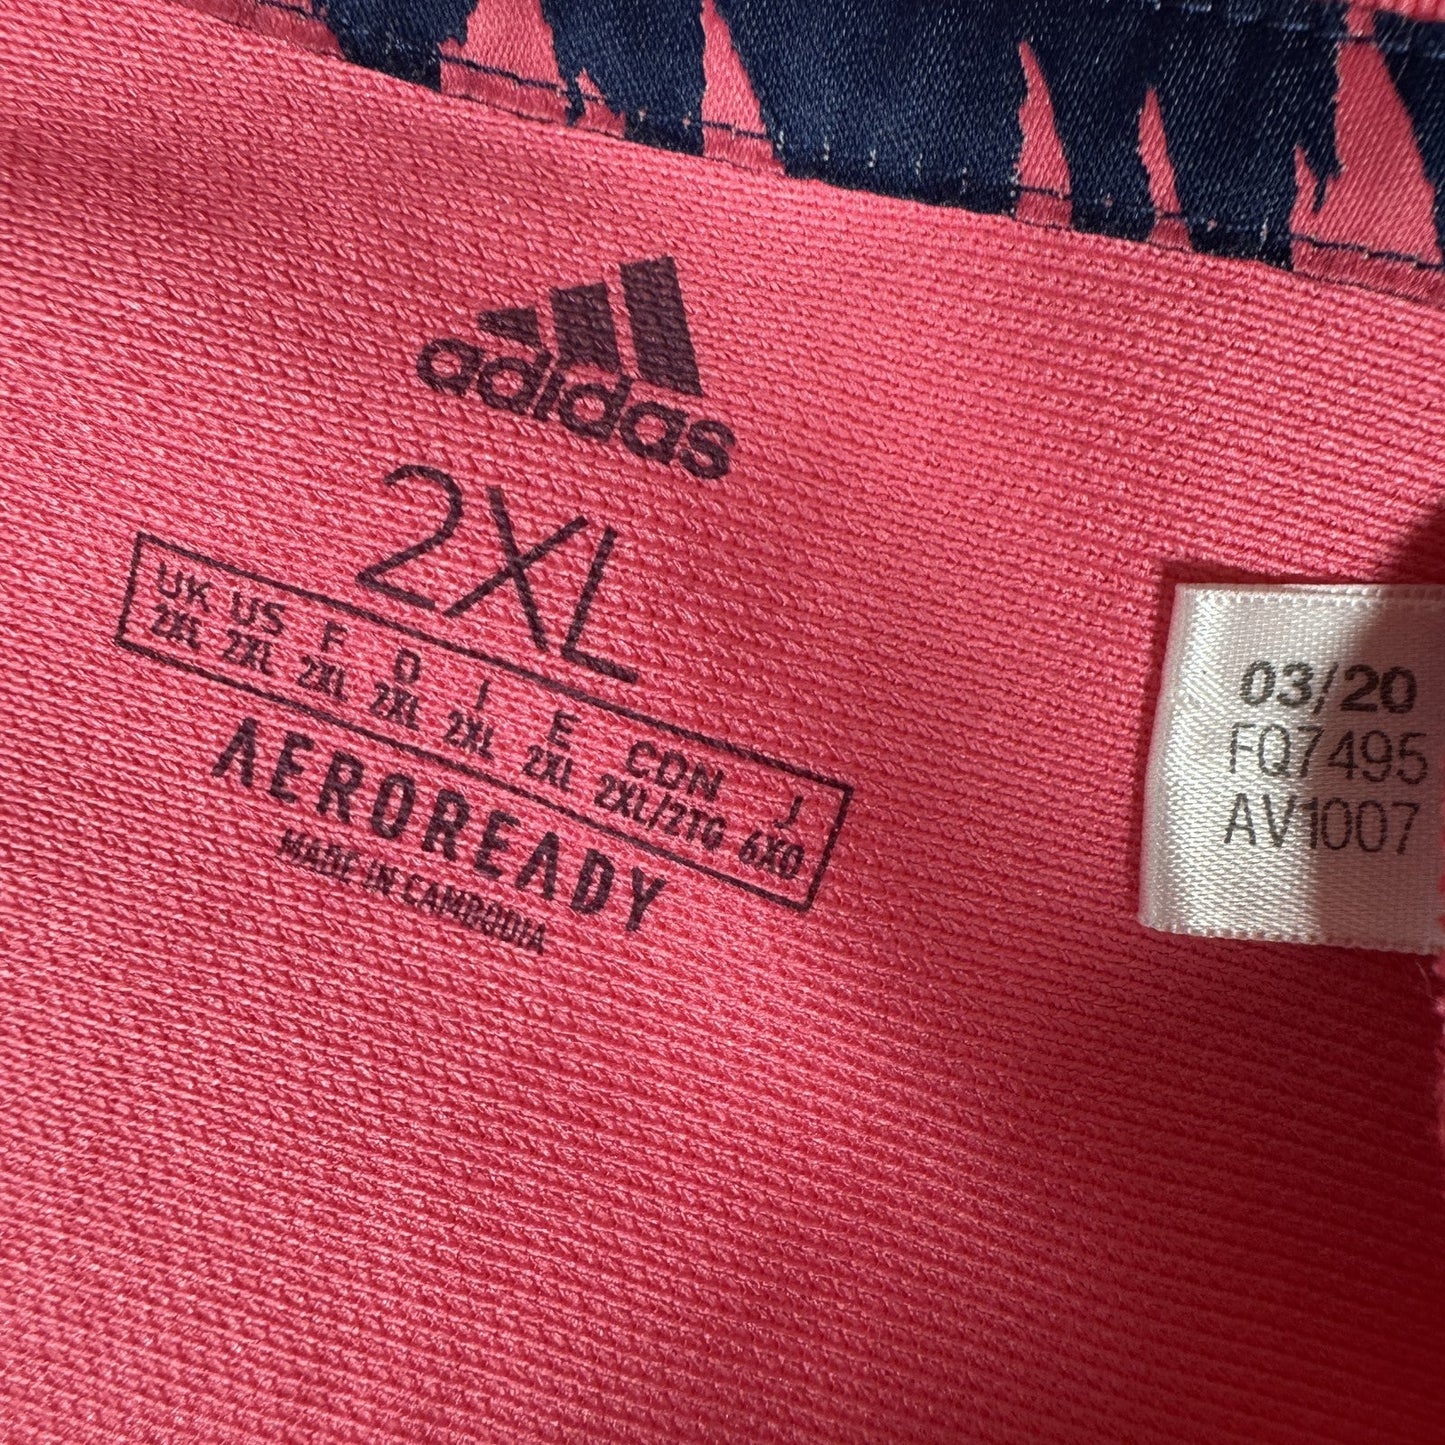 adidas
2XL
UK US F D I E CDN J
2XL 2XL 2XL 2XL 2XL 2XL 2XL/2TG 6XO
AEROREADY
MADE IN CAMBODIA
03/20
FQ7495
AV1007